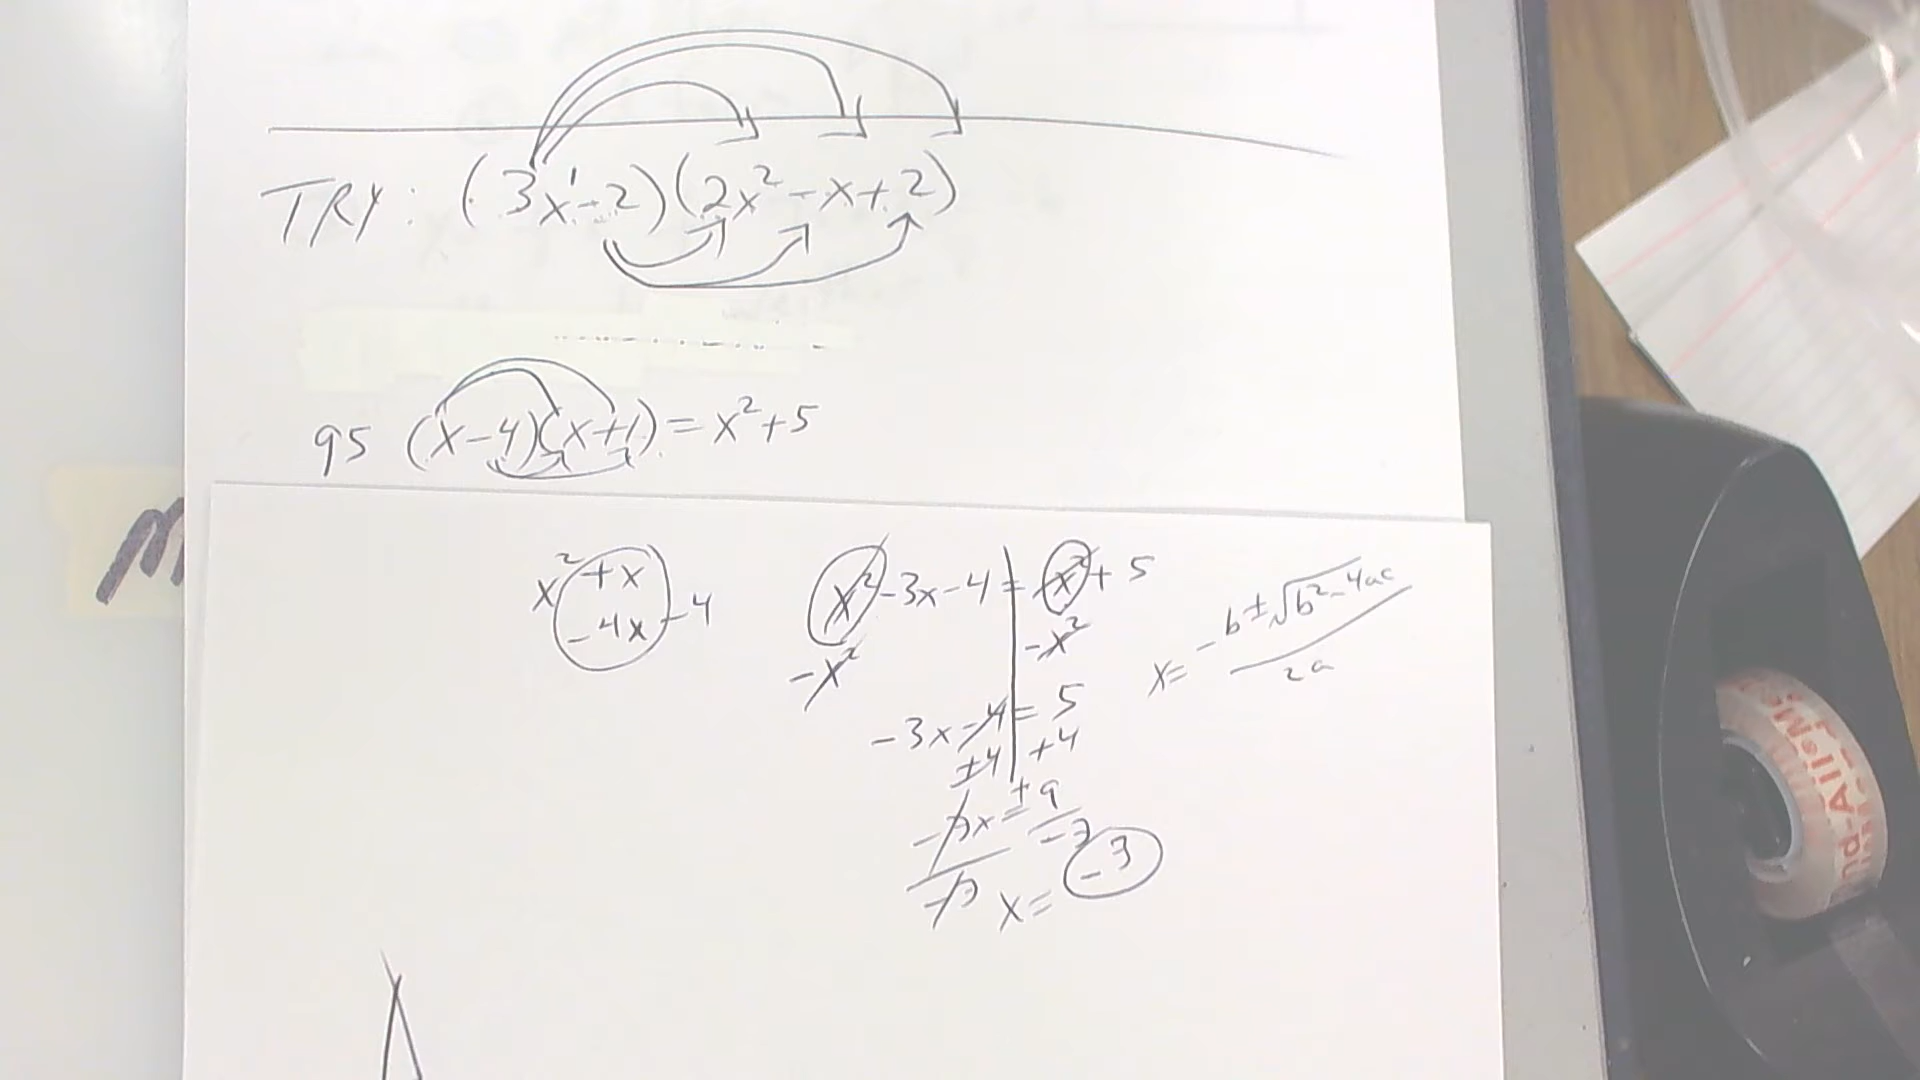 TRY: (3x¹-2)(2x²-x+2)
95 (x-4)(x+1)=x²+5
x² +x
-4x -4
x²-3x-4 = x²+5
-x² -x²
x= -b±√b²-4ac
2a
-3x-4 = 5
+4 +4
-3x = +9
-3 -3
x= -3